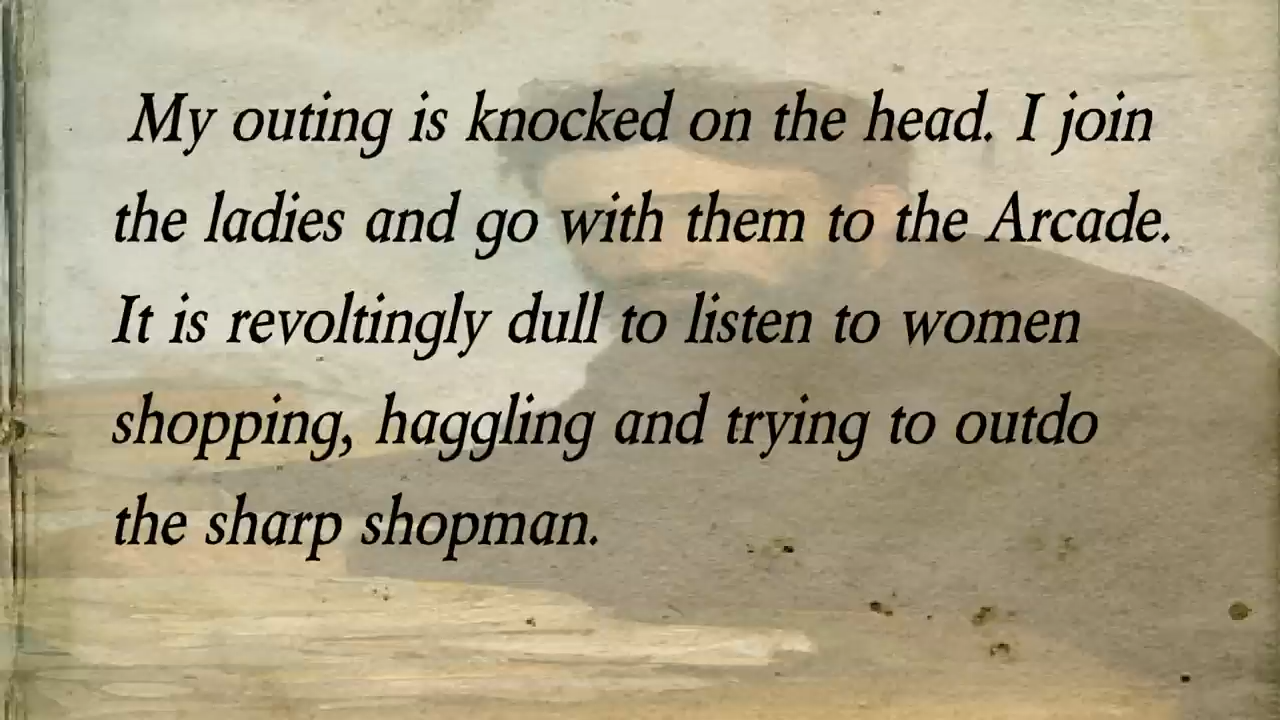 My outing is knocked on the head. I join
the ladies and go with them to the Arcade.
It is revoltingly dull to listen to women
shopping, haggling and trying to outdo
the sharp shopman.